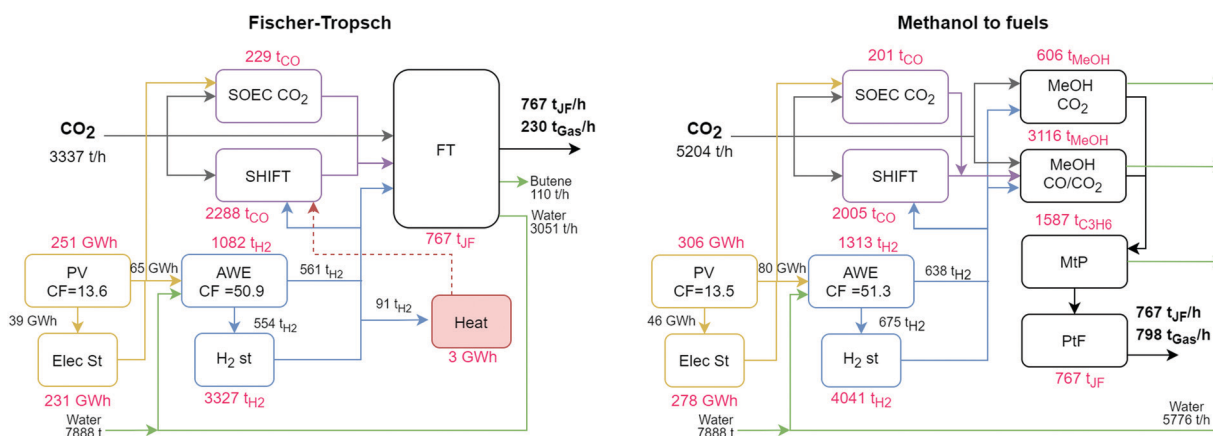 Fischer-Tropsch
229 tCO
SOEC CO2
CO2
3337 t/h
SHIFT
2288 tCO
FT
767 tJF/h
230 tGas/h
Butene
110 t/h
Water
3051 t/h
767 tJF
251 GWh
PV
CF=13.6
65 GWh
1082 tH2
AWE
CF =50.9
561 tH2
39 GWh
554 tH2
91 tH2
Heat
3 GWh
Elec St
231 GWh
H2 st
3327 tH2
Water
7888 t
Methanol to fuels
201 tCO
SOEC CO2
606 tMeOH
MeOH
CO2
CO2
5204 t/h
3116 tMeOH
MeOH
CO/CO2
SHIFT
2005 tCO
1587 tC3H6
MtP
306 GWh
PV
CF=13.5
80 GWh
1313 tH2
AWE
CF =51.3
638 tH2
46 GWh
675 tH2
Elec St
278 GWh
H2 st
4041 tH2
PtF
767 tJF
767 tJF/h
798 tGas/h
Water
7888 t
Water
5776 t/h